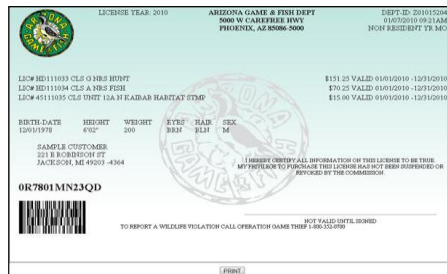 LICENSE YEAR: 2010
ARIZONA GAME & FISH DEPT
5000 W CAREFREE HWY
PHOENIX, AZ 85086-5000
DEPT-ID: Z01015204
01/07/2010 09:21AM
NON RESIDENT YR MO
ARIZONA
GAME & FISH
LIC# HD111033 CLS G NRS HUNT $151.25 VALID 01/01/2010 -12/31/2010
LIC# HD111034 CLS A NRS FISH $70.25 VALID 01/01/2010 -12/31/2010
LIC# 45111035 CLS UNIT 12A N KAIBAB HABITAT STMP $15.00 VALID 01/01/2010 -12/31/2010
BIRTH-DATE HEIGHT WEIGHT EYES HAIR SEX
12/01/1978 6'02" 200 BRN BLN M
SAMPLE CUSTOMER
221 E ROBINSON ST
JACKSON, MI 49203 -4364
I HEREBY CERTIFY ALL INFORMATION ON THIS LICENSE TO BE TRUE.
MY PRIVILEGE TO PURCHASE THIS LICENSE HAS NOT BEEN SUSPENDED OR
REVOKED BY THE COMMISSION.
0R7801MN23QD
NOT VALID UNTIL SIGNED
TO REPORT A WILDLIFE VIOLATION CALL OPERATION GAME THIEF 1-800-352-0700
PRINT